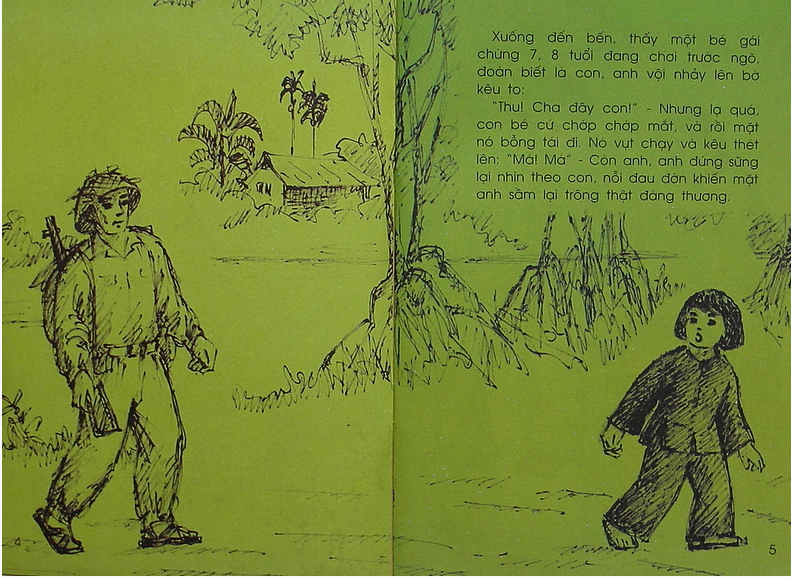 Xuống đến bến, thấy một bé gái
chừng 7, 8 tuổi đang chơi trước ngõ,
đoán biết là con, anh vội nhảy lên bờ
kêu to:
"Thu! Cha đây con!" - Nhưng lạ quá,
con bé cứ chớp chớp mắt, và rồi mặt
nó bỗng tái đi. Nó vụt chạy và kêu thét
lên: "Má! Má" - Còn anh, anh đứng sững
lại nhìn theo con, nỗi đau đớn khiến mặt
anh sầm lại trông thật đáng thương.
4
5